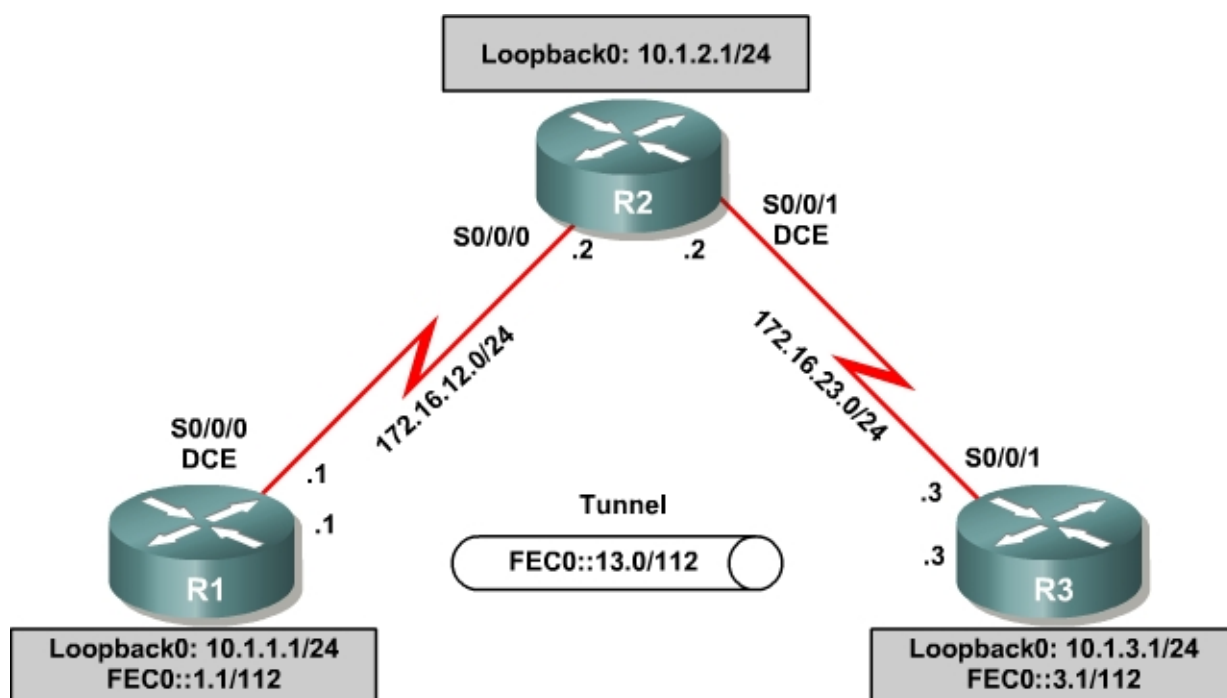 Loopback0: 10.1.2.1/24
R2
S0/0/0
.2
.2
S0/0/1
DCE
172.16.12.0/24
172.16.23.0/24
S0/0/0
DCE
.1
.1
S0/0/1
.3
.3
Tunnel
FEC0::13.0/112
R1
R3
Loopback0: 10.1.1.1/24
FEC0::1.1/112
Loopback0: 10.1.3.1/24
FEC0::3.1/112